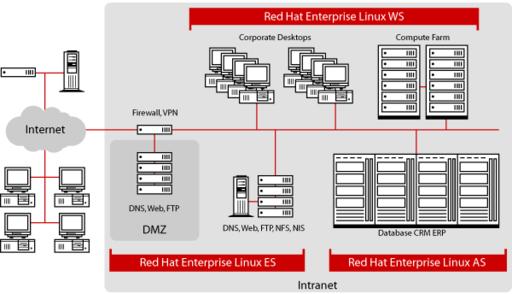 Red Hat Enterprise Linux WS
Corporate Desktops
Compute Farm
Firewall, VPN
Internet
DNS, Web, FTP
DMZ
DNS, Web, FTP, NFS, NIS
Database CRM ERP
Red Hat Enterprise Linux ES
Red Hat Enterprise Linux AS
Intranet